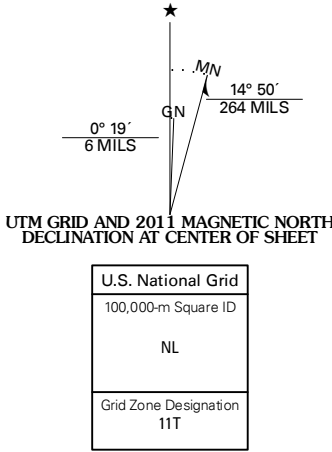 ★
MN
14° 50´
264 MILS
GN
0° 19´
6 MILS
UTM GRID AND 2011 MAGNETIC NORTH
DECLINATION AT CENTER OF SHEET
U.S. National Grid
100,000-m Square ID
NL
Grid Zone Designation
11T